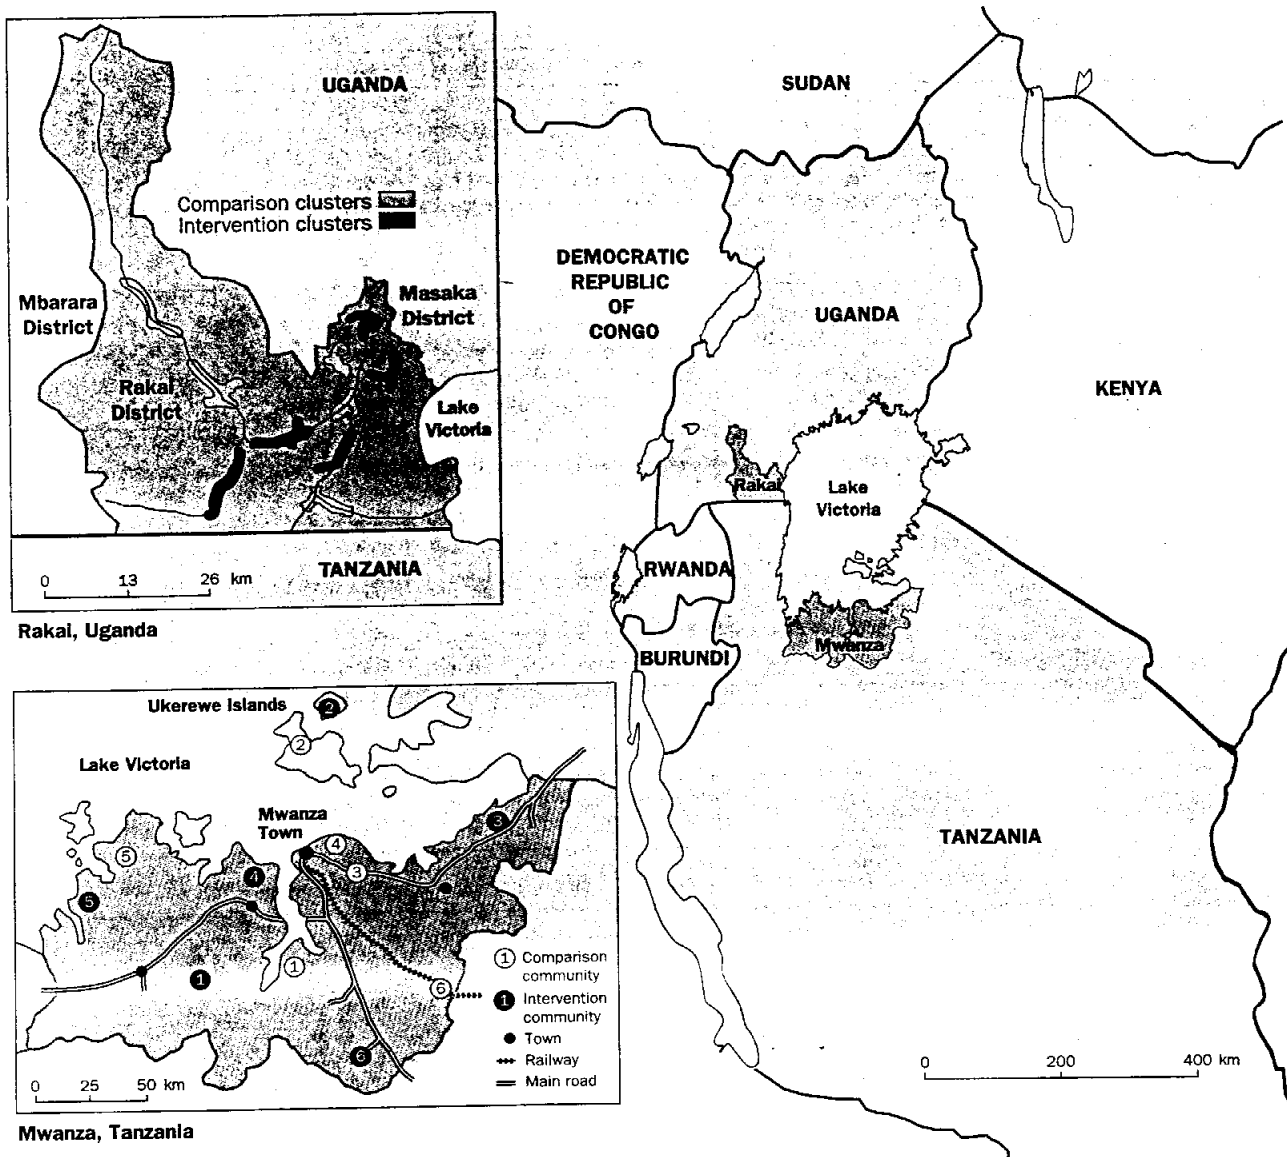 UGANDA
Comparison clusters
Intervention clusters
Mbarara
District
Masaka
District
Rakai
District
Lake
Victoria
0 13 26 km
TANZANIA
Rakai, Uganda
Ukerewe Islands
2
2
Lake Victoria
Mwanza
Town
3
4
5
3
4
5
1
1
6
6
1 Comparison
community
1 Intervention
community
Town
Railway
Main road
0 25 50 km
Mwanza, Tanzania
SUDAN
DEMOCRATIC
REPUBLIC
OF
CONGO
UGANDA
KENYA
Rakai
Lake
Victoria
RWANDA
Mwanza
BURUNDI
TANZANIA
0 200 400 km